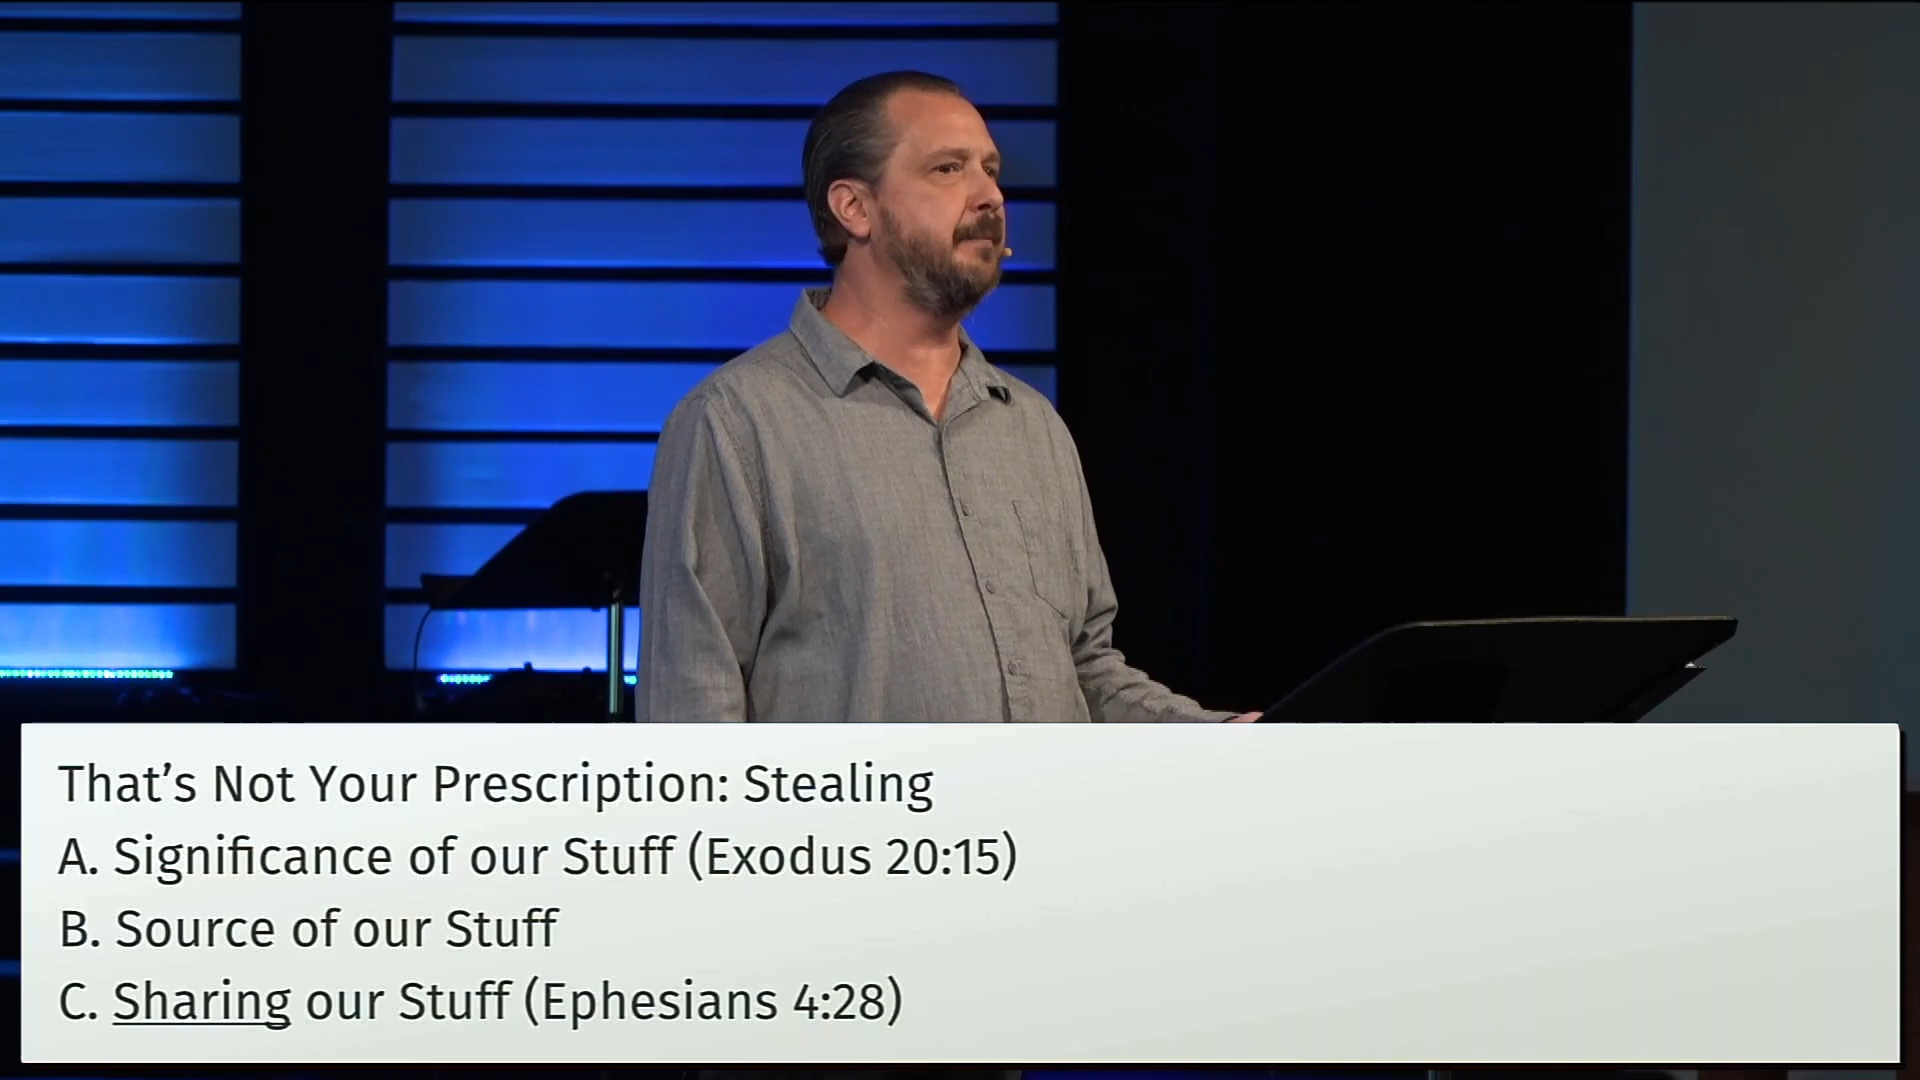 That’s Not Your Prescription: Stealing
A. Significance of our Stuff (Exodus 20:15)
B. Source of our Stuff
C. Sharing our Stuff (Ephesians 4:28)